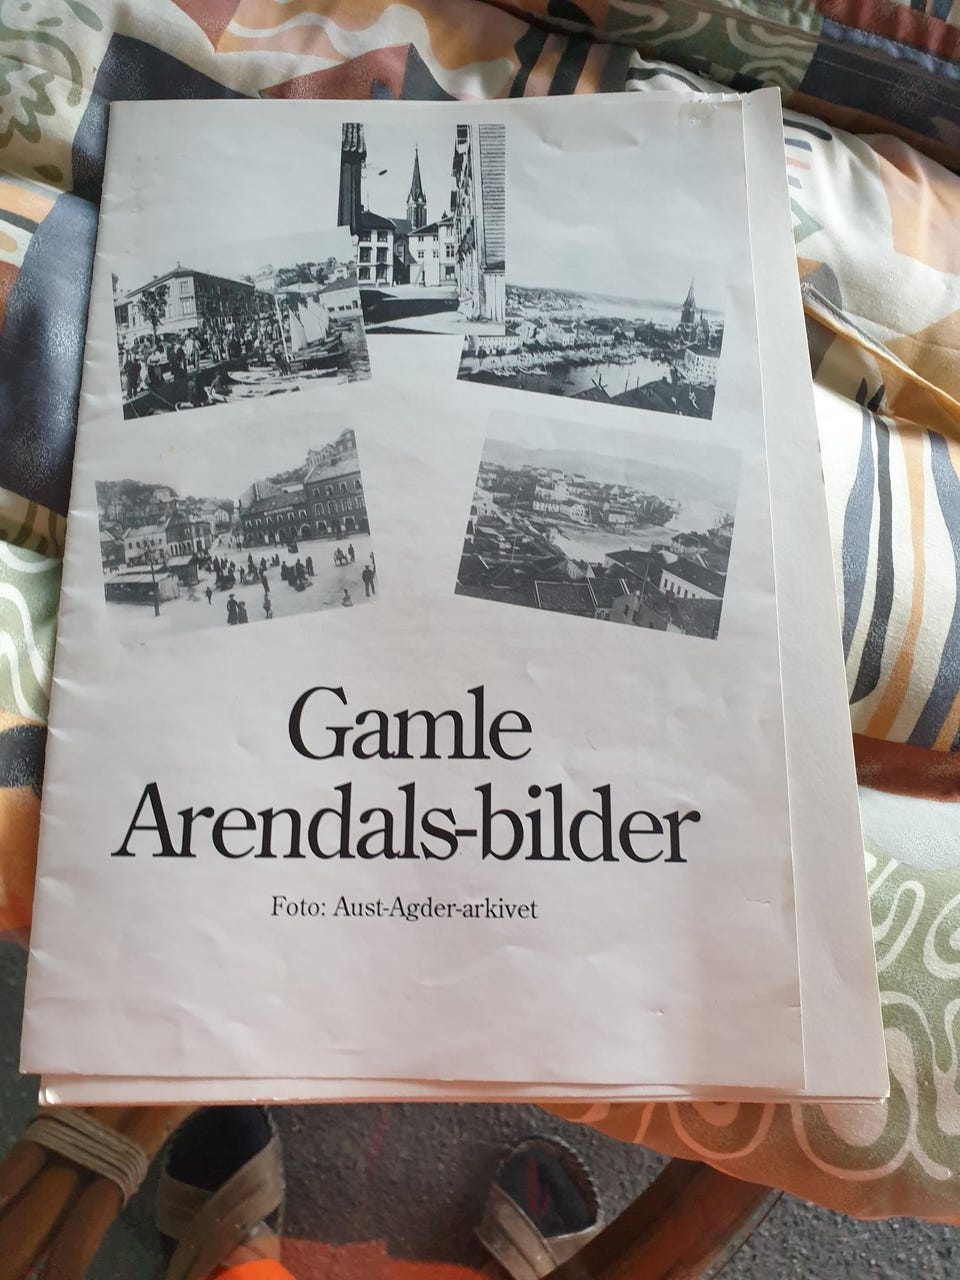 Gamle
Arendals-bilder
Foto: Aust-Agder-arkivet